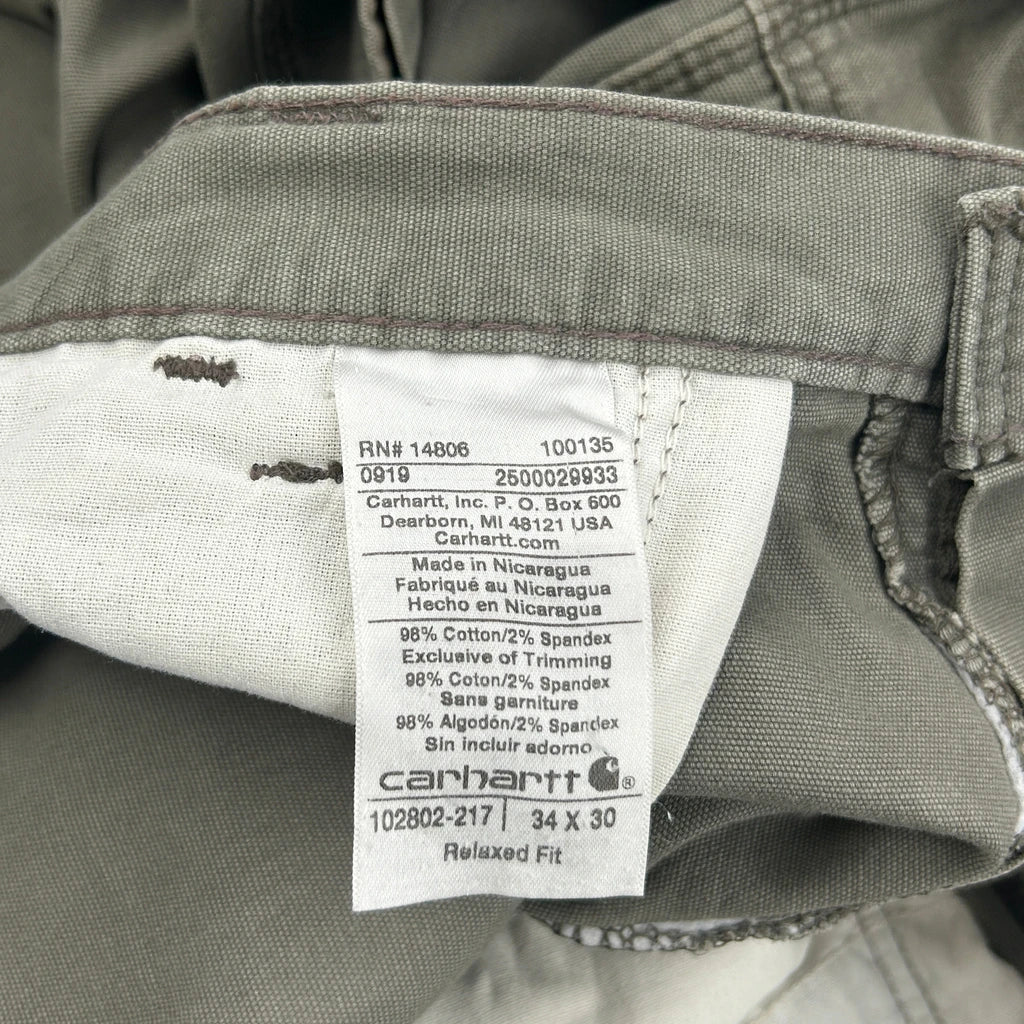 RN# 14806 100135
0919 2500029933
Carhartt, Inc. P. O. Box 600
Dearborn, MI 48121 USA
Carhartt.com
Made in Nicaragua
Fabriqué au Nicaragua
Hecho en Nicaragua
98% Cotton/2% Spandex
Exclusive of Trimming
98% Coton/2% Spandex
Sans garniture
98% Algodón/2% Spandex
Sin incluir adorno
carhartt ®
102802-217 | 34 X 30
Relaxed Fit